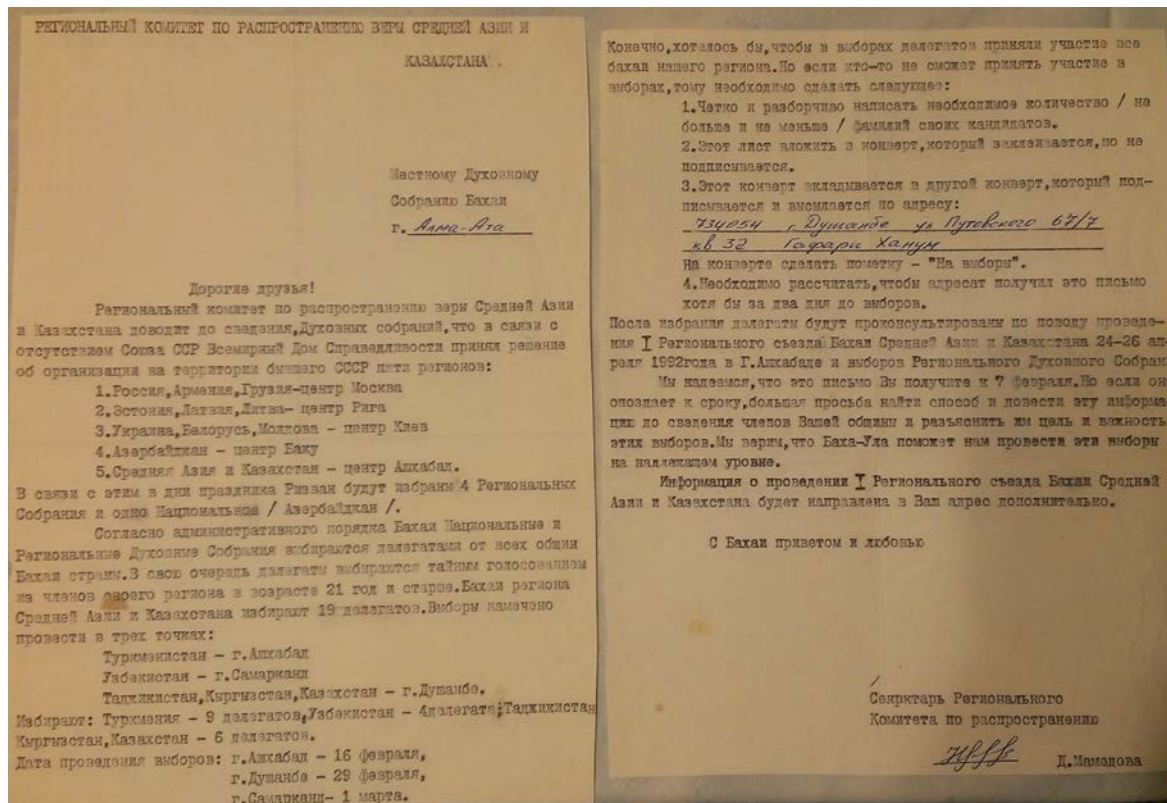 РЕГИОНАЛЬНЫЙ КОМИТЕТ ПО РАСПРОСТРАНЕНИЮ ВЕРЫ СРЕДНЕЙ АЗИИ И
КАЗАХСТАНА.
Местному Духовному
Собранию Бахаи
г. Алма-Ата
Дорогие друзья!
Региональный комитет по распространению веры Средней Азии
и Казахстана доводит до сведения,Духовных собраний,что в связи с
отсутствием Союза ССР Всемирный Дом Справедливости принял решение
об организации на территории бывшего СССР пяти регионов:
1.Россия,Армения,Грузия-центр Москва
2.Эстония,Латвия,Литва- центр Рига
3.Украина,Белорусь,Молдова - центр Киев
4.Азербайджан - центр Баку
5.Средняя Азия и Казахстан - центр Ашхабад.
В связи с этим в дни праздника Ризван будут избраны 4 Региональных
Собрания и одно Национальное / Азербайджан /.
Согласно административного порядка Бахаи Национальные и
Региональные Духовные Собрания выбираются делегатами от всех общин
Бахаи страны.В свою очередь делегаты выбираются тайным голосованием
из членов своего региона в возрасте 21 год и старше.Бахаи региона
Средней Азии и Казахстана избирают 19 делегатов.Выборы намечено
провести в трех точках:
Туркменистан - г.Ашхабад
Узбекистан - г.Самарканд
Таджикистан,Кыргызстан,Казахстан - г.Душанбе.
Избирают: Туркмения - 9 делегатов,Узбекистан - 4делегата;Таджикистан
Кыргызстан,Казахстан - 6 делегатов.
Дата проведения выборов: г.Ашхабад - 16 февраля,
г.Душанбе - 29 февраля,
г.Самарканд- 1 марта.
Конечно,хотелось бы,чтобы в выборах делегатов приняли участие все
бахаи нашего региона.Но если кто-то не сможет принять участие в
выборах,тому необходимо сделать следующее:
1.Четко и разборчиво написать необходимое количество / не
больше и не меньше / фамилий своих кандидатов.
2.Этот лист вложить в конверт,который заклеивается,но не
подписывается.
3.Этот конверт вкладывается в другой конверт,который под-
писывается и высылается по адресу:
734054 г. Душанбе ул Путовского 67/7
кв 32 Гафари Ханум
На конверте сделать пометку - "На выборы".
4.Необходимо рассчитать,чтобы адресат получил это письмо
хотя бы за два дня до выборов.
После избрания делегаты будут проконсультированы по поводу проведе-
ния I Регионального съезда Бахаи Средней Азии и Казахстана 24-26 ап-
реля 1992года в Г.Ашхабаде и выборов Регионального Духовного Собран
Мы надеемся,что это письмо Вы получите к 7 февраля.Но если он
опоздает к сроку,большая просьба найти способ и довести эту информа-
цию до сведения членов Вашей общины и разъяснить им цель и важность
этих выборов.Мы верим,что Баха-Ула поможет нам провести эти выборы
на надлежащем уровне.
Информация о проведении I Регионального съезда Бахаи Средней
Азии и Казахстана будет направлена в Ваш адрес дополнительно.
С Бахаи приветом и любовью
Секрктарь Регионального
Комитета по распространению
Д.Мамедова